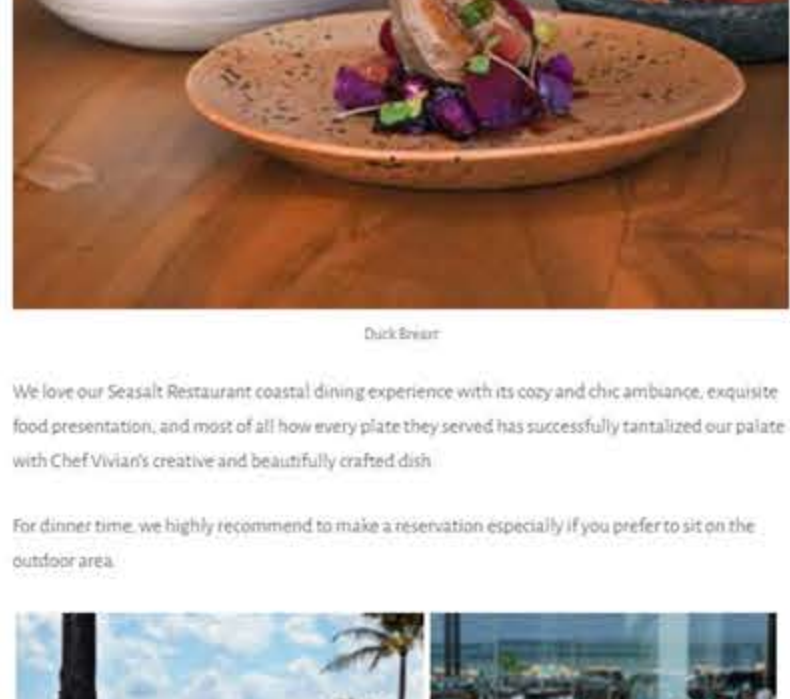 Duck Breast
We love our Seasalt Restaurant coastal dining experience with its cozy and chic ambiance, exquisite
food presentation, and most of all how every plate they served has successfully tantalized our palate
with Chef Vivian's creative and beautifully crafted dish.
For dinner time, we highly recommend to make a reservation especially if you prefer to sit on the
outdoor area.